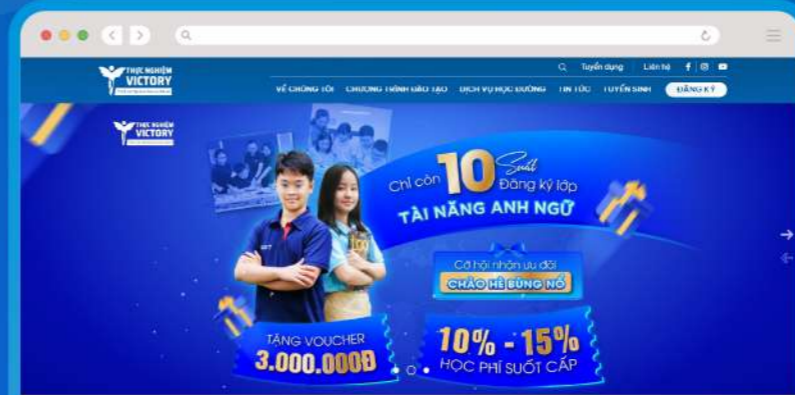 THỰC NGHIỆM
VICTORY
Tuyển dụng
Liên hệ
VỀ CHÚNG TÔI
CHƯƠNG TRÌNH ĐÀO TẠO
DỊCH VỤ HỌC ĐƯỜNG
TIN TỨC
TUYỂN SINH
ĐĂNG KÝ
THỰC NGHIỆM
VICTORY
Chỉ còn 10 Suất
Đăng ký lớp
TÀI NĂNG ANH NGỮ
Cơ hội nhận ưu đãi
CHÀO HÈ BÙNG NỔ
TẶNG VOUCHER
3.000.000Đ
10% - 15%
HỌC PHÍ SUỐT CẤP